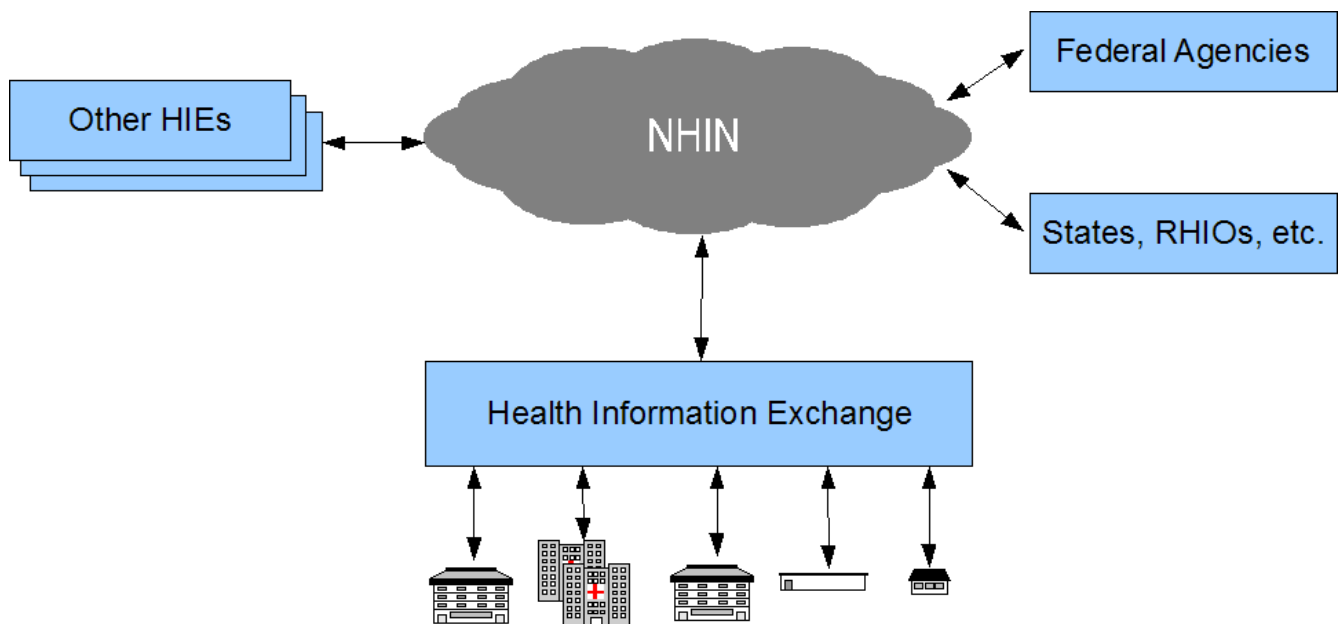 Federal Agencies
Other HIEs
NHIN
States, RHIOs, etc.
Health Information Exchange